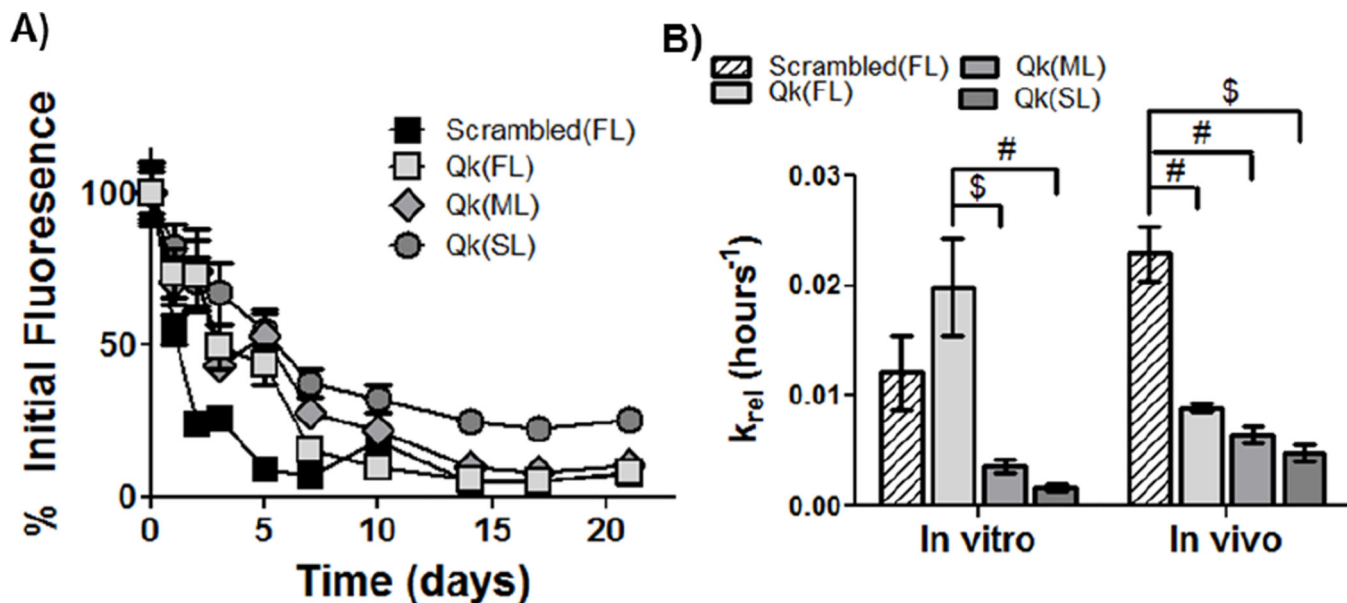 A)
% Initial Fluoresence
100
50
0
0 5 10 15 20
Time (days)
Scrambled(FL)
Qk(FL)
Qk(ML)
Qk(SL)
B)
Scrambled(FL) Qk(ML)
Qk(FL) Qk(SL)
krel (hours-1)
0.03
0.02
0.01
0.00
# $
$ # #
In vitro In vivo